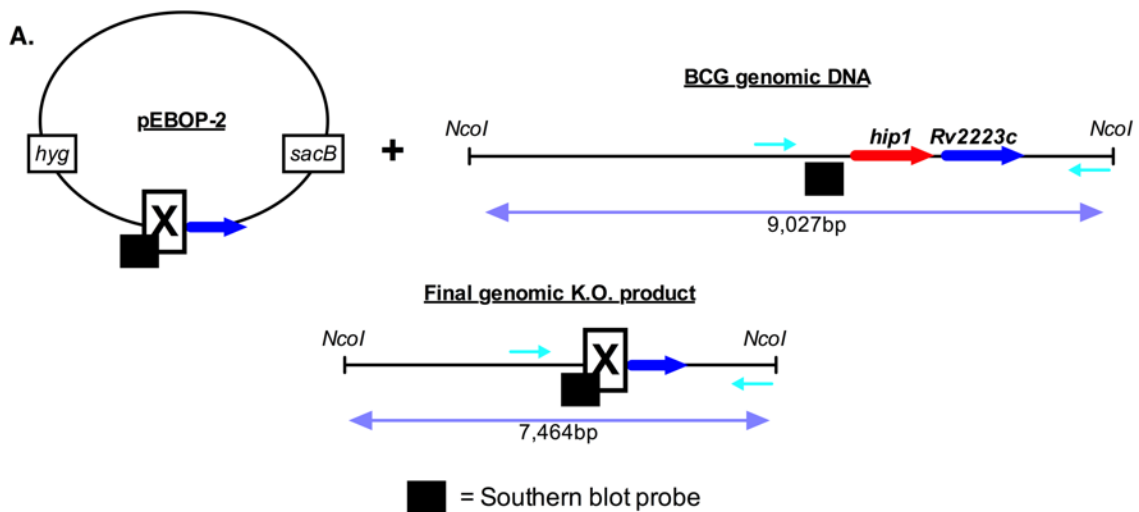 A.
pEBOP-2
hyg
sacB
X
+
BCG genomic DNA
NcoI
hip1 Rv2223c
NcoI
9,027bp
Final genomic K.O. product
NcoI
X
NcoI
7,464bp
= Southern blot probe